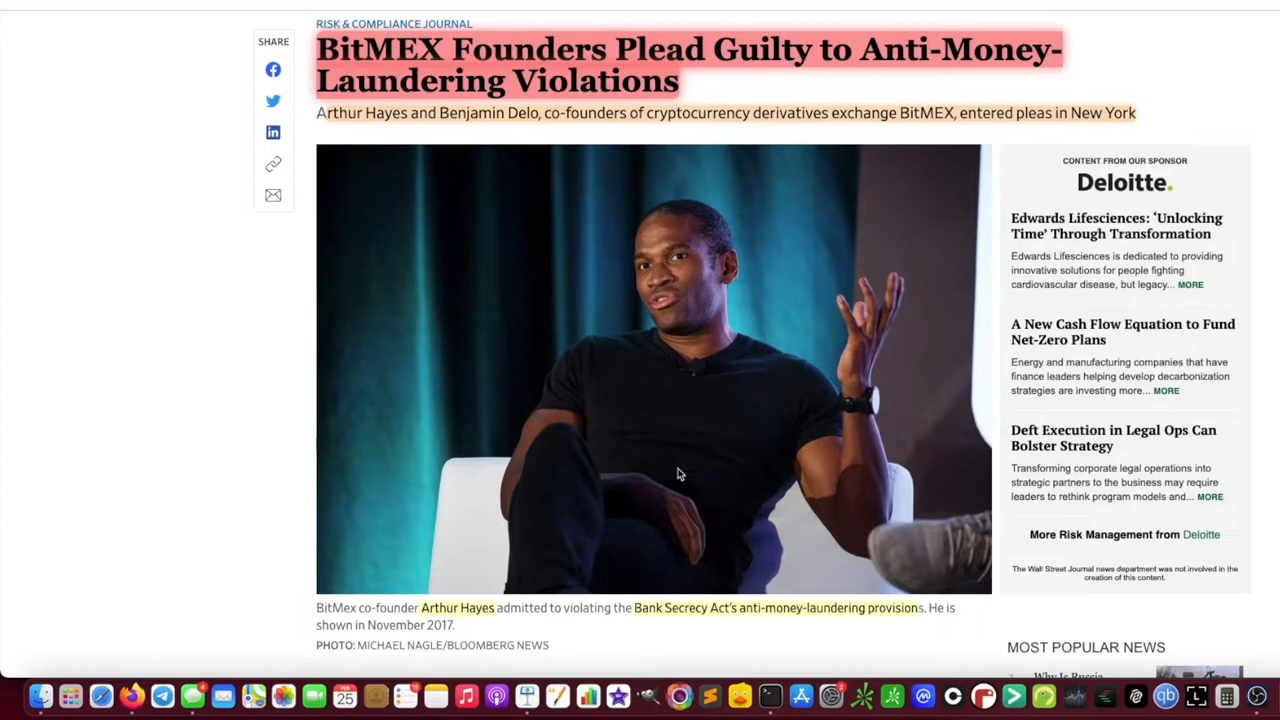 RISK & COMPLIANCE JOURNAL
BitMEX Founders Plead Guilty to Anti-Money-
Laundering Violations
Arthur Hayes and Benjamin Delo, co-founders of cryptocurrency derivatives exchange BitMEX, entered pleas in New York
SHARE
BitMex co-founder Arthur Hayes admitted to violating the Bank Secrecy Act's anti-money-laundering provisions. He is
shown in November 2017.
PHOTO: MICHAEL NAGLE/BLOOMBERG NEWS
CONTENT FROM OUR SPONSOR
Deloitte.
Edwards Lifesciences: ‘Unlocking
Time’ Through Transformation
Edwards Lifesciences is dedicated to providing
innovative solutions for people fighting
cardiovascular disease, but legacy... MORE
A New Cash Flow Equation to Fund
Net-Zero Plans
Energy and manufacturing companies that have
finance leaders helping develop decarbonization
strategies are investing more... MORE
Deft Execution in Legal Ops Can
Bolster Strategy
Transforming corporate legal operations into
strategic partners to the business may require
leaders to rethink program models and... MORE
More Risk Management from Deloitte
The Wall Street Journal news department was not involved in the
creation of this content.
MOST POPULAR NEWS
Why Is Russia
FEB
25
qb